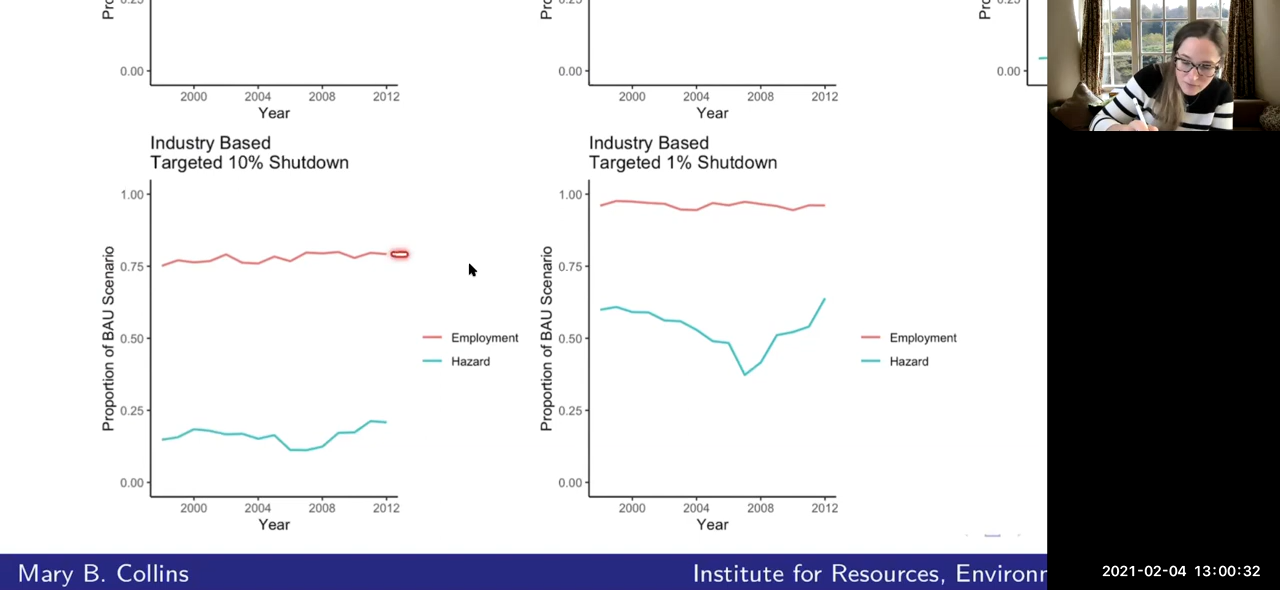 0.25
0.00
2000 2004 2008 2012
Year
0.00
2000 2004 2008 2012
Year
0.00
Industry Based
Targeted 10% Shutdown
1.00
0.75
0.50
0.25
0.00
Proportion of BAU Scenario
2000 2004 2008 2012
Year
Employment
Hazard
Industry Based
Targeted 1% Shutdown
1.00
0.75
0.50
0.25
0.00
Proportion of BAU Scenario
2000 2004 2008 2012
Year
Employment
Hazard
Mary B. Collins
Institute for Resources,
2021-02-04 13:00:32